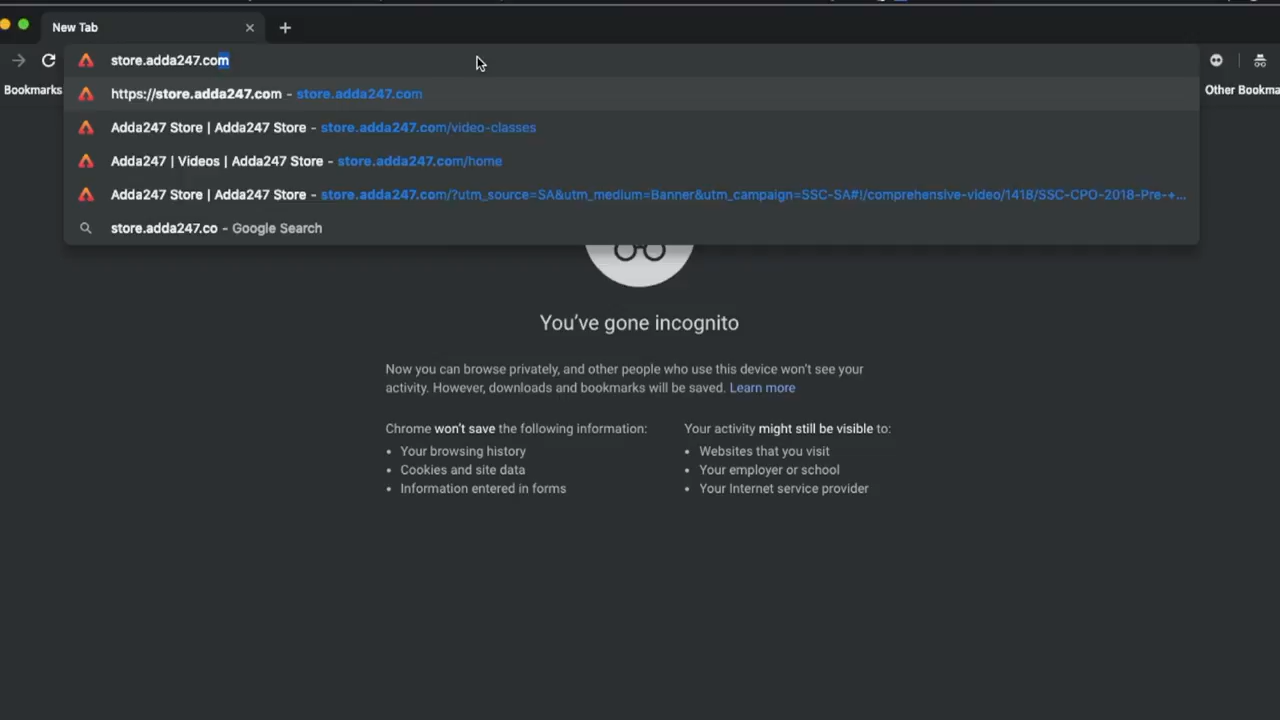 New Tab
store.adda247.com
Bookmarks
Other Bookma
https://store.adda247.com - store.adda247.com
Adda247 Store | Adda247 Store - store.adda247.com/video-classes
Adda247 | Videos | Adda247 Store - store.adda247.com/home
Adda247 Store | Adda247 Store - store.adda247.com/?utm_source=SA&utm_medium=Banner&utm_campaign=SSC-SA#!/comprehensive-video/1418/SSC-CPO-2018-Pre-+...
store.adda247.co - Google Search
You've gone incognito
Now you can browse privately, and other people who use this device won't see your
activity. However, downloads and bookmarks will be saved. Learn more
Chrome won't save the following information:
• Your browsing history
• Cookies and site data
• Information entered in forms
Your activity might still be visible to:
• Websites that you visit
• Your employer or school
• Your Internet service provider